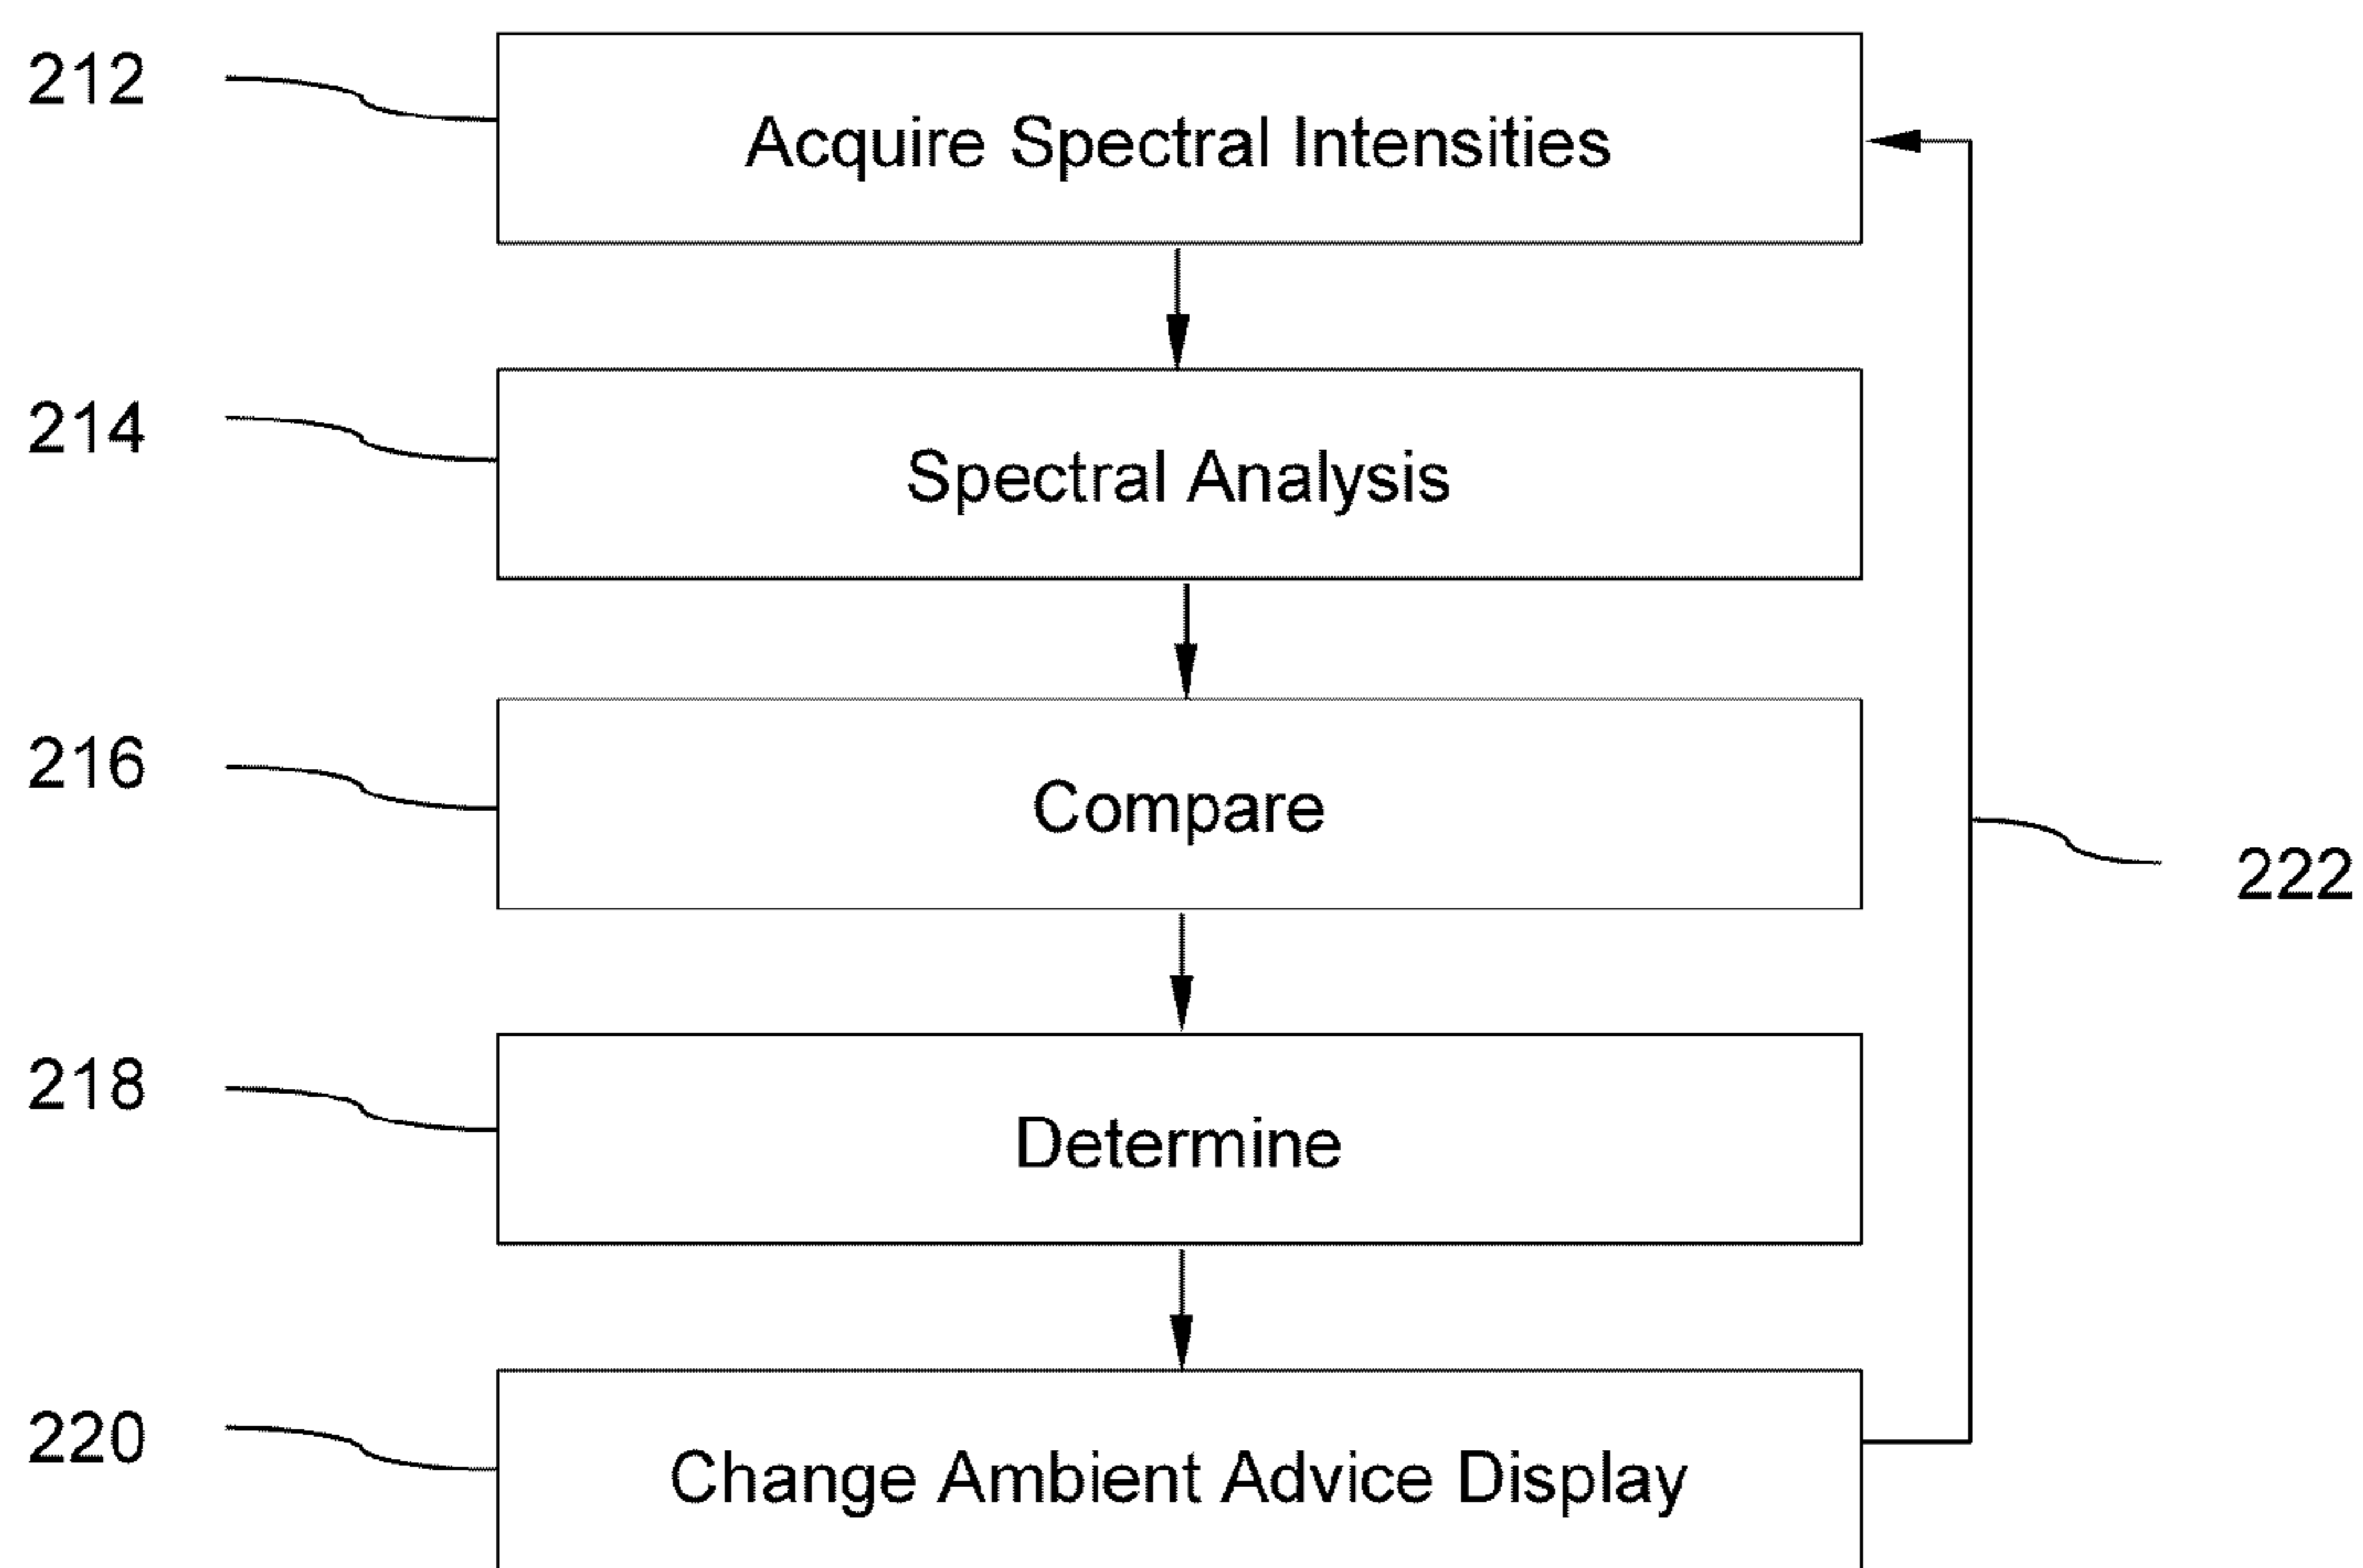 212
Acquire Spectral Intensities
214
Spectral Analysis
216
Compare
222
218
Determine
220
Change Ambient Advice Display